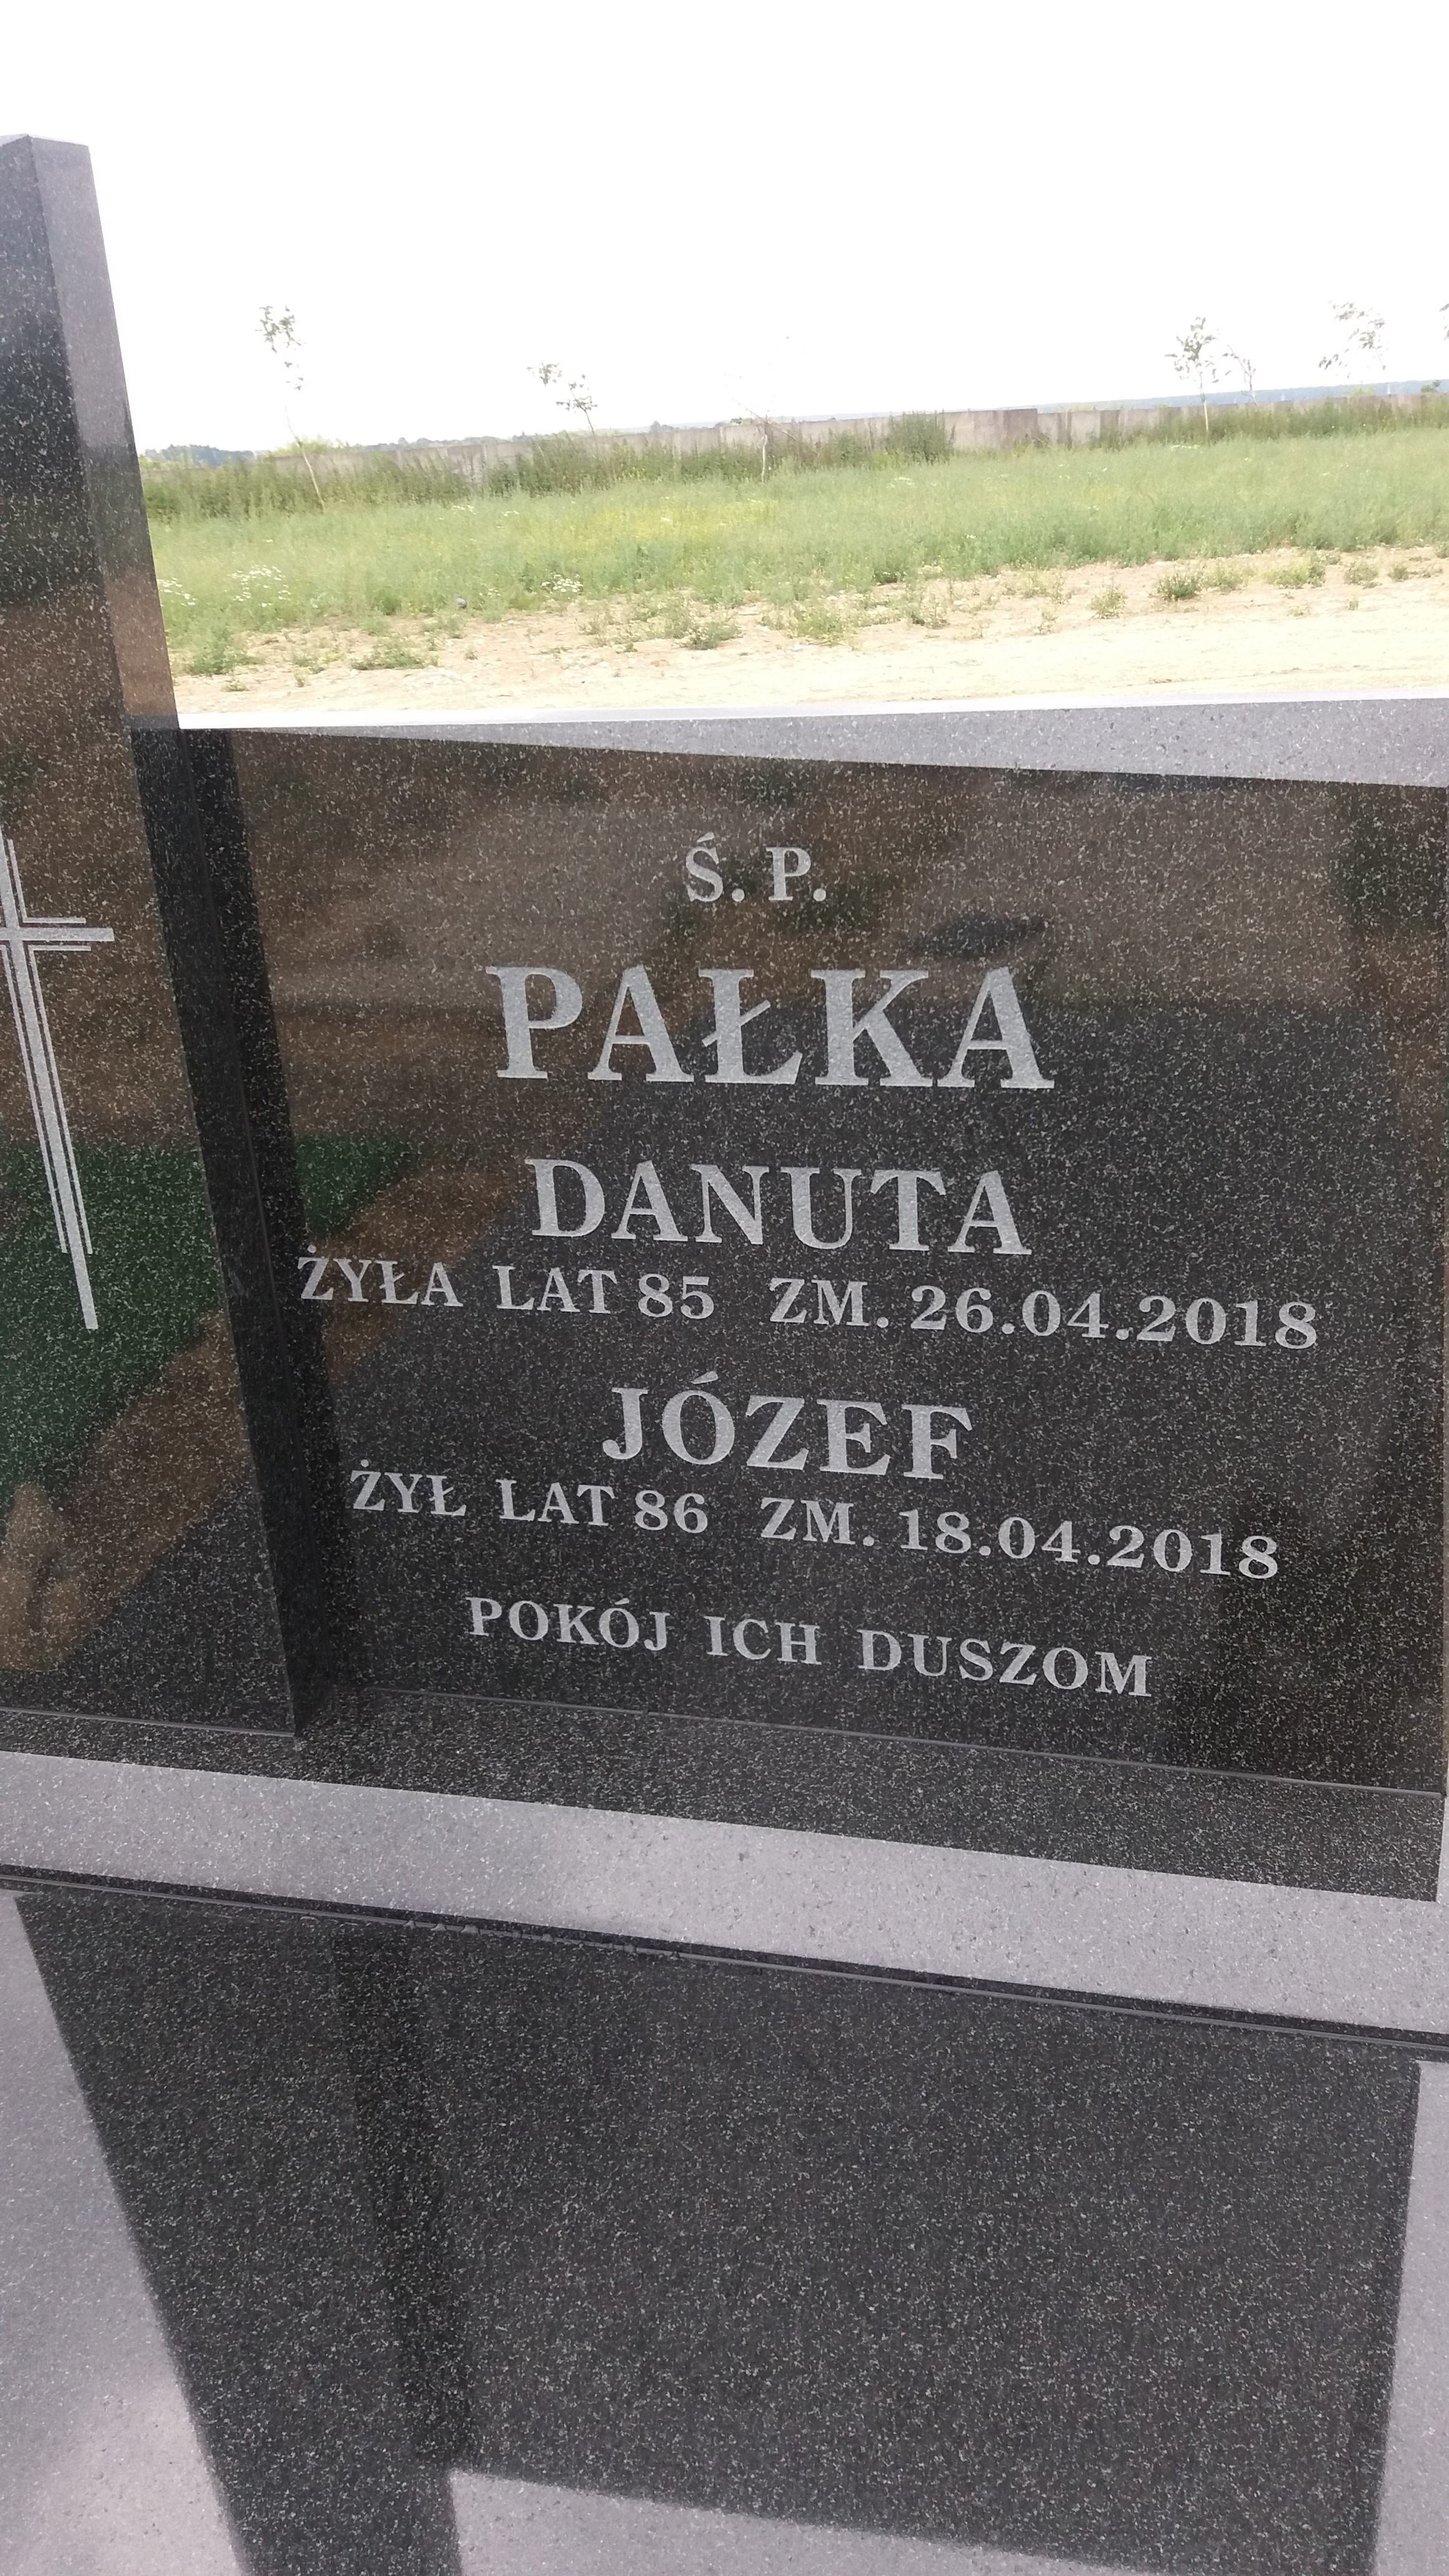 Ś. P.
PAŁKA
DANUTA
ŻYŁA LAT 85 ZM. 26.04.2018
JÓZEF
ŻYŁ LAT 86 ZM. 18.04.2018
POKÓJ ICH DUSZOM